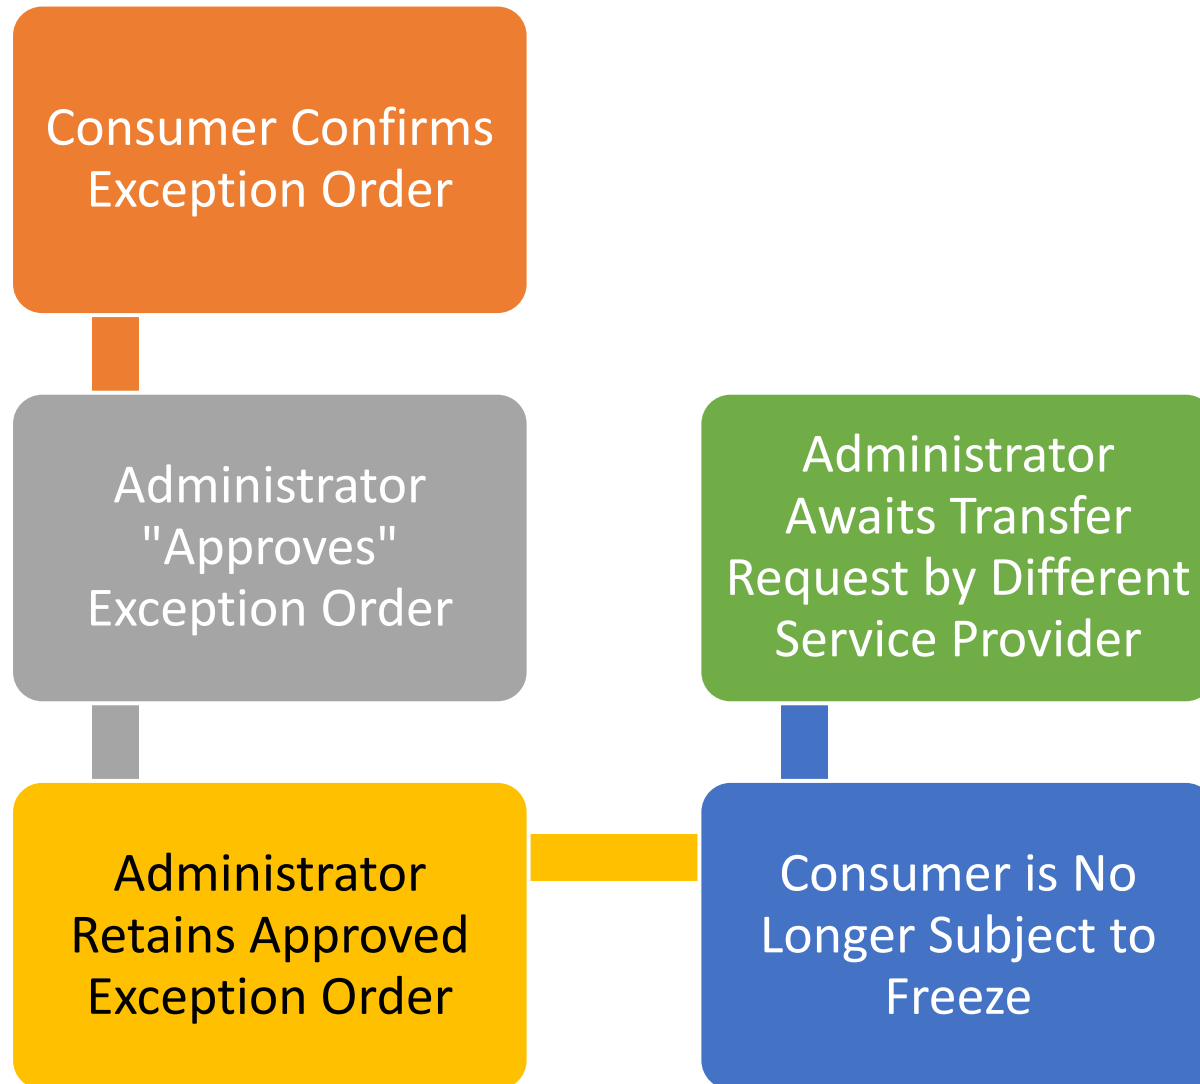 Consumer Confirms
Exception Order
Administrator
"Approves"
Exception Order
Administrator
Retains Approved
Exception Order
Consumer is No
Longer Subject to
Freeze
Administrator
Awaits Transfer
Request by Different
Service Provider